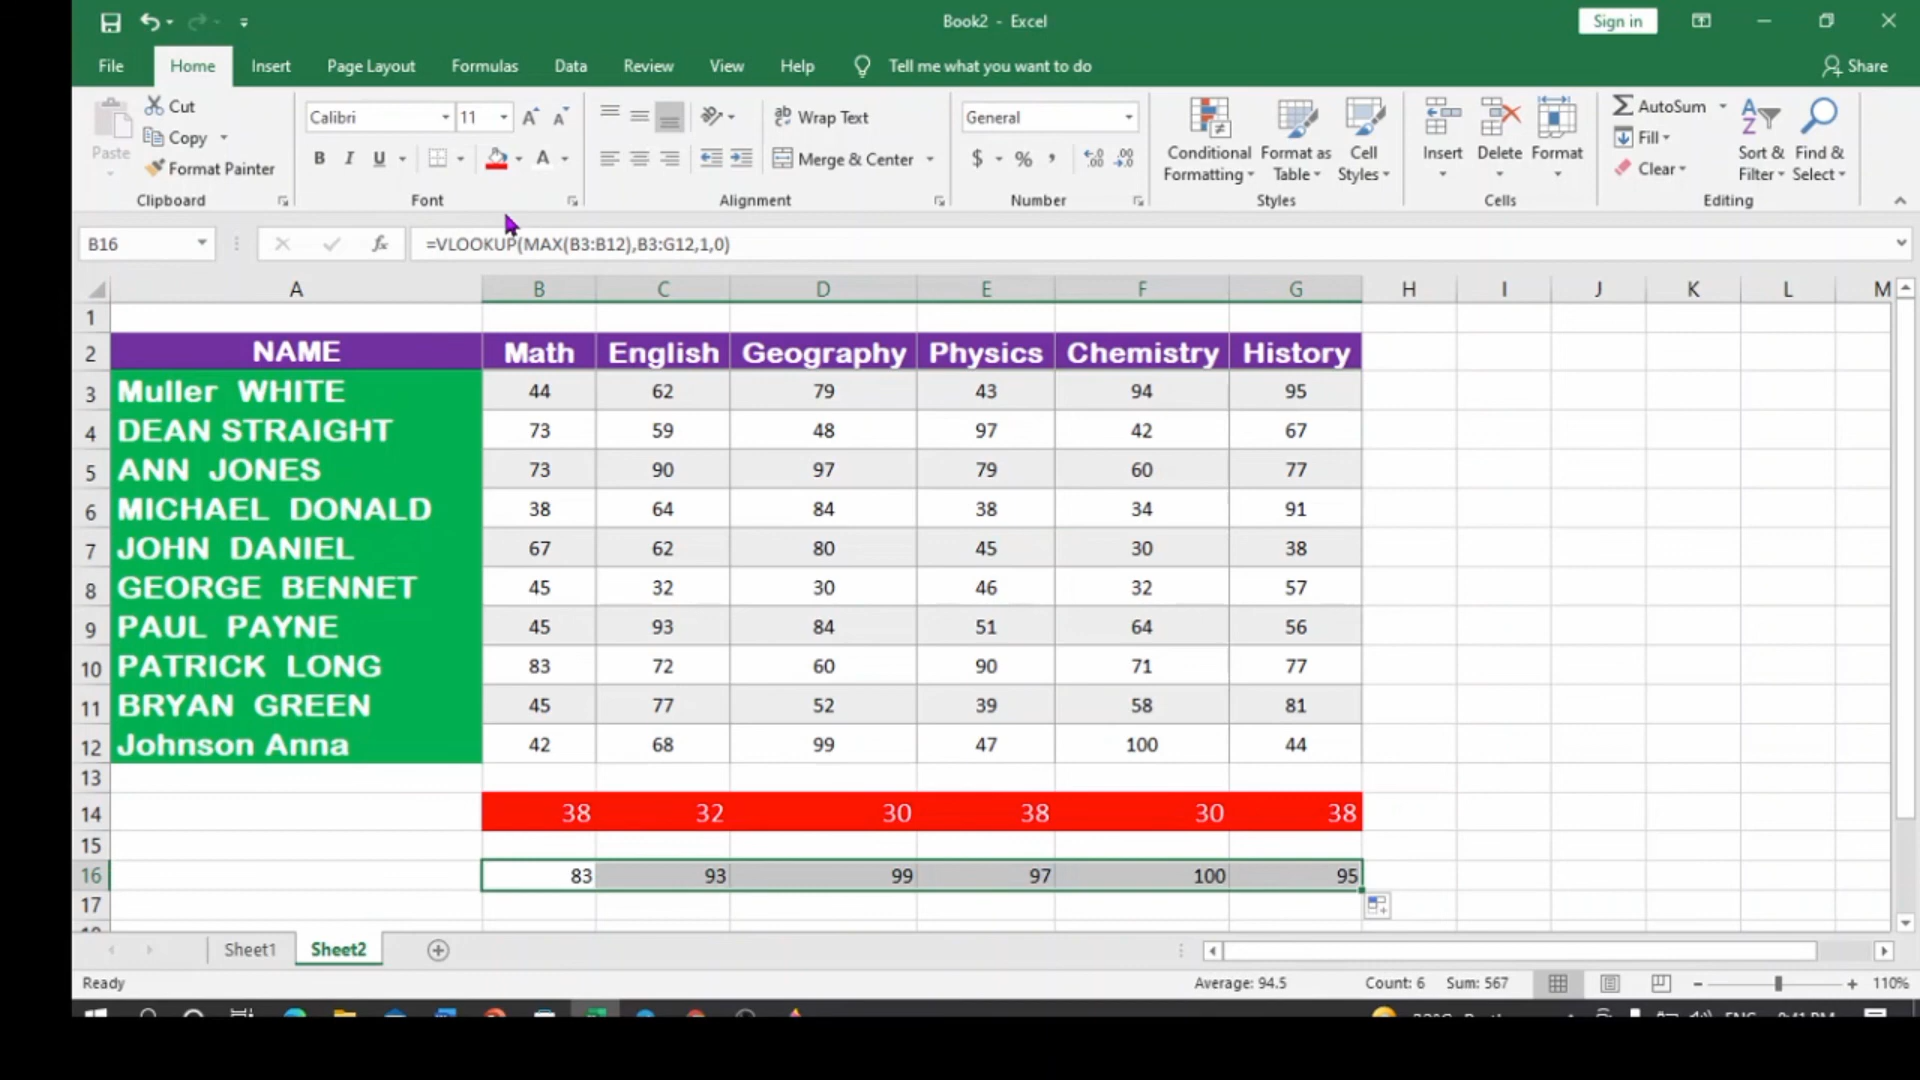 Book2 - Excel
Sign in
File Home Insert Page Layout Formulas Data Review View Help Tell me what you want to do Share
Paste Cut Copy Format Painter Clipboard
Calibri 11 A A B I U A Font
ab Wrap Text Merge & Center Alignment
General $ % , Number
Conditional Formatting Format as Table Cell Styles Styles
Insert Delete Format Cells
AutoSum Fill Clear Sort & Filter Find & Select Editing
B16 fx =VLOOKUP(MAX(B3:B12),B3:G12,1,0)
A B C D E F G H I J K L M
1
2 NAME Math English Geography Physics Chemistry History
3 Muller WHITE 44 62 79 43 94 95
4 DEAN STRAIGHT 73 59 48 97 42 67
5 ANN JONES 73 90 97 79 60 77
6 MICHAEL DONALD 38 64 84 38 34 91
7 JOHN DANIEL 67 62 80 45 30 38
8 GEORGE BENNET 45 32 30 46 32 57
9 PAUL PAYNE 45 93 84 51 64 56
10 PATRICK LONG 83 72 60 90 71 77
11 BRYAN GREEN 45 77 52 39 58 81
12 Johnson Anna 42 68 99 47 100 44
13
14 38 32 30 38 30 38
15
16 83 93 99 97 100 95
17
Sheet1 Sheet2
Ready Average: 94.5 Count: 6 Sum: 567 110%